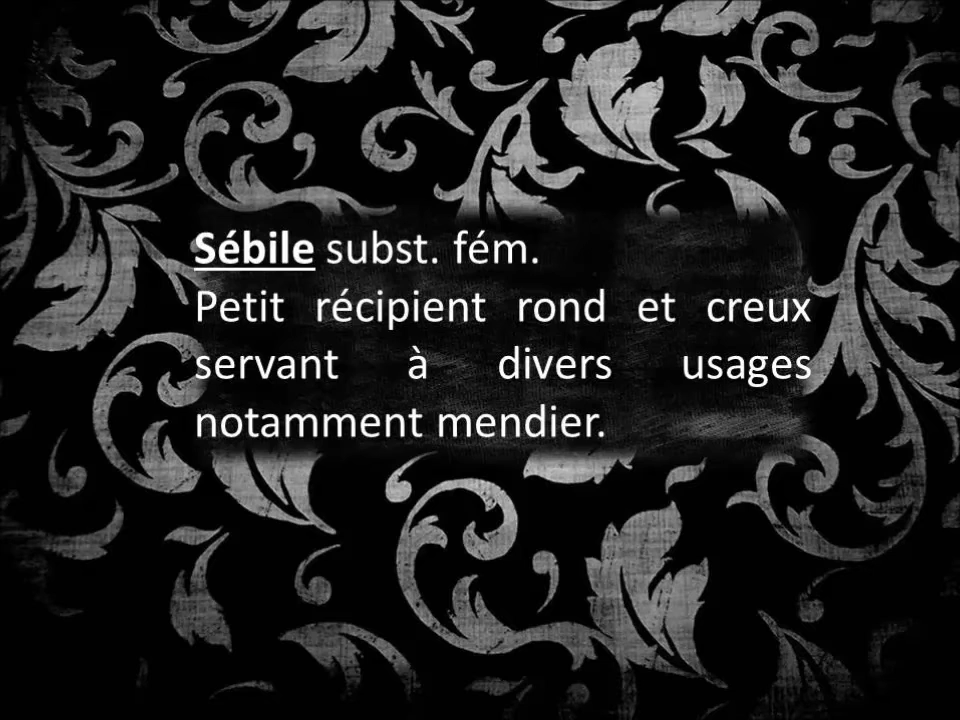 Sébile subst. fém.
Petit récipient rond et creux
servant à divers usages
notamment mendier.